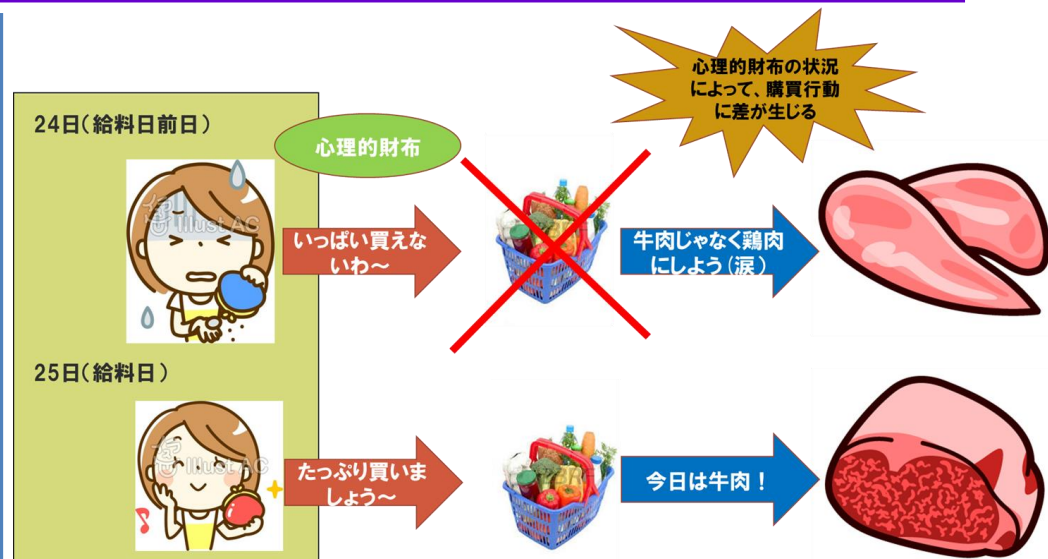 心理的財布の状況
によって、購買行動
に差が生じる
24日（給料日前日）
心理的財布
Illust AC
いっぱい買えな
いわ～
牛肉じゃなく鶏肉
にしよう（涙）
25日（給料日）
Illust AC
たっぷり買いま
しょう～
今日は牛肉！